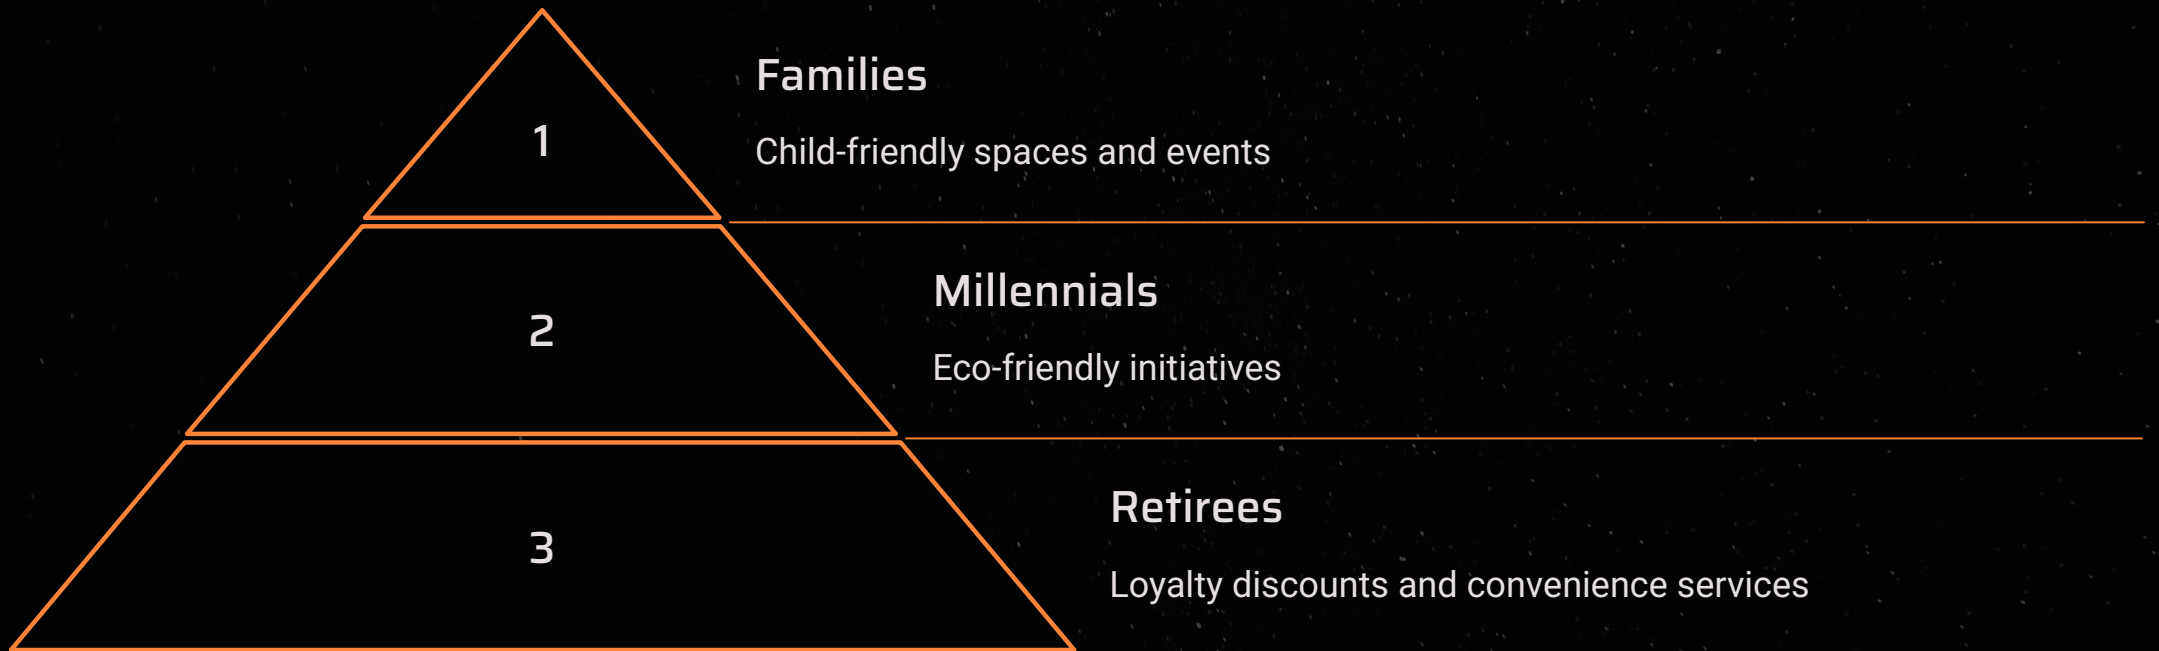 1
Families
Child-friendly spaces and events
2
Millennials
Eco-friendly initiatives
3
Retirees
Loyalty discounts and convenience services